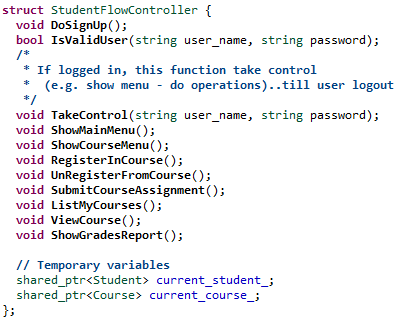 struct StudentFlowController {
void DoSignUp();
bool IsValidUser(string user_name, string password);
/*
* If logged in, this function take control
* (e.g. show menu - do operations)..till user logout
*/
void TakeControl(string user_name, string password);
void ShowMainMenu();
void ShowCourseMenu();
void RegisterInCourse();
void UnRegisterFromCourse();
void SubmitCourseAssignment();
void ListMyCourses();
void ViewCourse();
void ShowGradesReport();
// Temporary variables
shared_ptr<Student> current_student_;
shared_ptr<Course> current_course_;
};